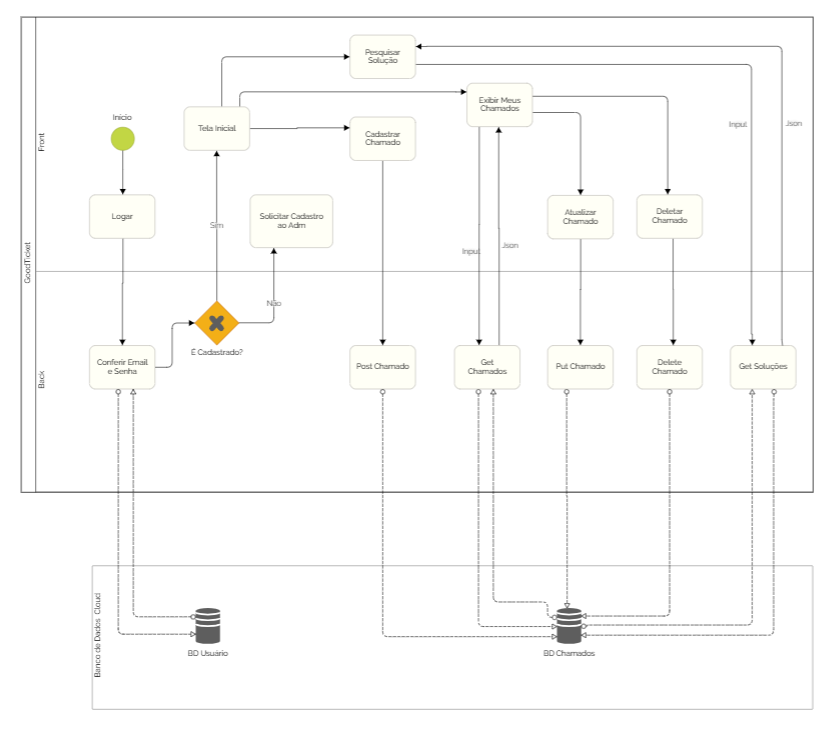 GoodTicket
Front
Back
Início
Logar
Tela Inicial
Pesquisar
Solução
Cadastrar
Chamado
Exibir Meus
Chamados
Solicitar Cadastro
ao Adm
Atualizar
Chamado
Deletar
Chamado
Sim
Não
Input
Json
Input
Json
É Cadastrado?
Conferir Email
e Senha
Post Chamado
Get
Chamados
Put Chamado
Delete
Chamado
Get Soluções
Banco de Dados Cloud
BD Usuário
BD Chamados